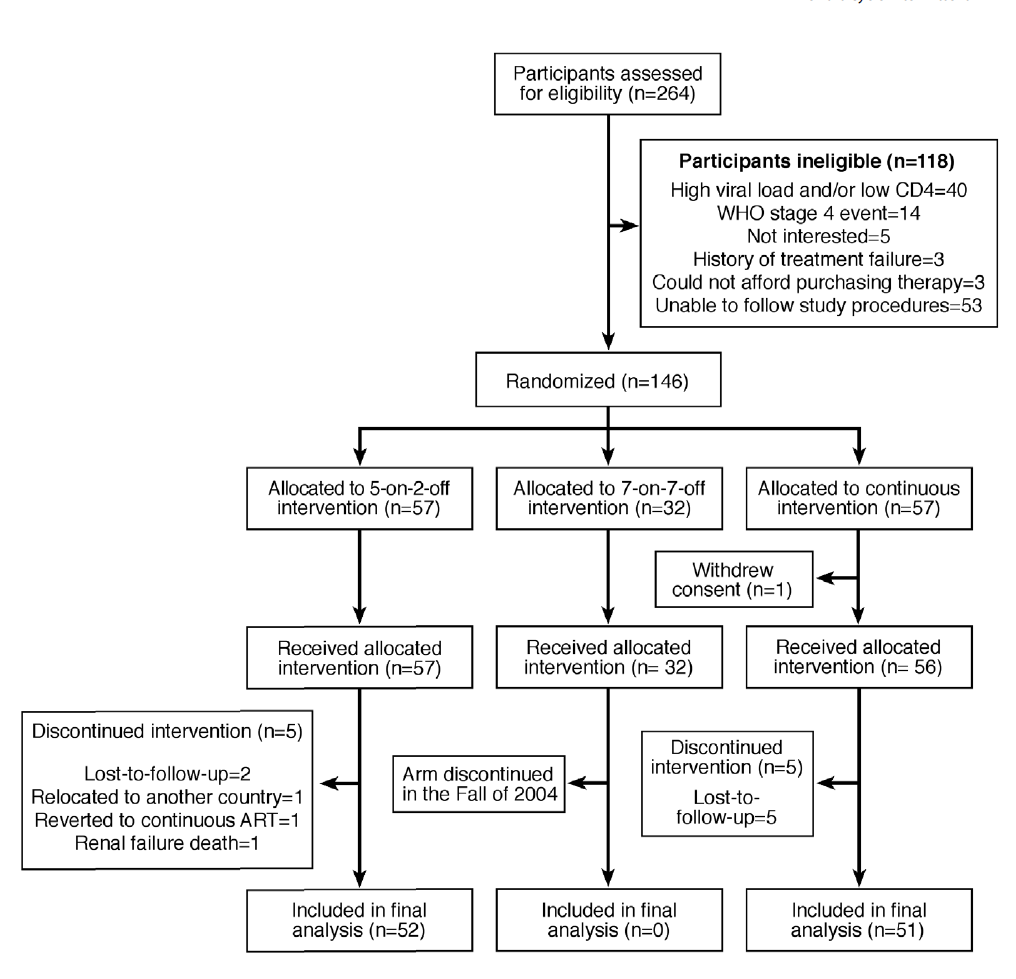 Participants assessed
for eligibility (n=264)
Participants ineligible (n=118)
High viral load and/or low CD4=40
WHO stage 4 event=14
Not interested=5
History of treatment failure=3
Could not afford purchasing therapy=3
Unable to follow study procedures=53
Randomized (n=146)
Allocated to 5-on-2-off
intervention (n=57)
Allocated to 7-on-7-off
intervention (n=32)
Allocated to continuous
intervention (n=57)
Withdrew
consent (n=1)
Received allocated
intervention (n=57)
Received allocated
intervention (n= 32)
Received allocated
intervention (n= 56)
Discontinued intervention (n=5)
Lost-to-follow-up=2
Relocated to another country=1
Reverted to continuous ART=1
Renal failure death=1
Arm discontinued
in the Fall of 2004
Discontinued
intervention (n=5)
Lost-to-
follow-up=5
Included in final
analysis (n=52)
Included in final
analysis (n=0)
Included in final
analysis (n=51)